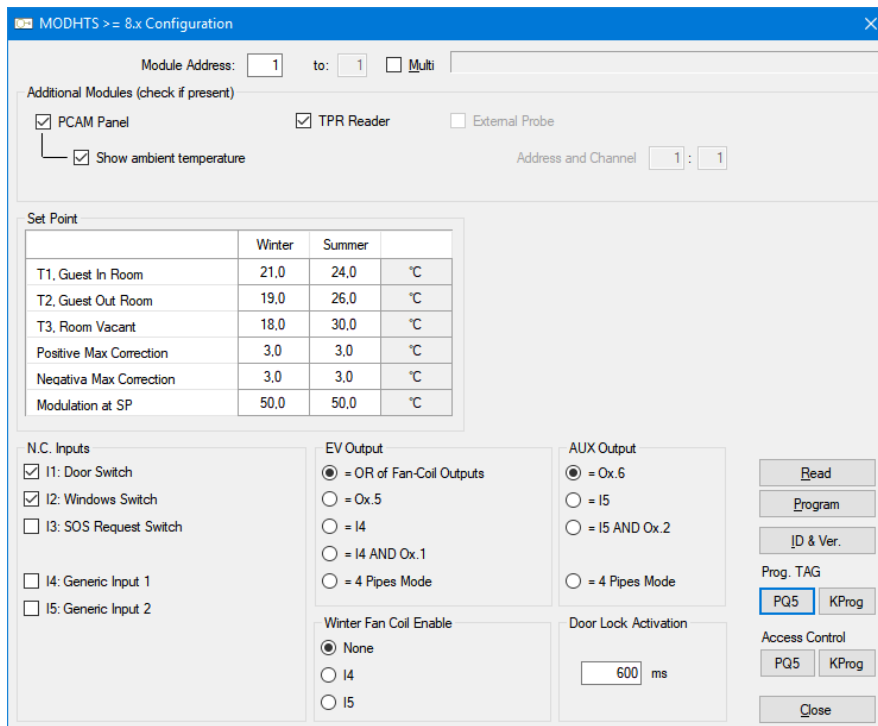 MODHTS >= 8.x Configuration
Module Address: 1 to: 1 Multi
Additional Modules (check if present)
PCAM Panel TPR Reader External Probe
Show ambient temperature Address and Channel 1 : 1
Set Point
Winter Summer
T1, Guest In Room 21,0 24,0 °C
T2, Guest Out Room 19,0 26,0 °C
T3, Room Vacant 18,0 30,0 °C
Positive Max Correction 3,0 3,0 °C
Negativa Max Correction 3,0 3,0 °C
Modulation at SP 50,0 50,0 °C
N.C. Inputs
I1: Door Switch
I2: Windows Switch
I3: SOS Request Switch
I4: Generic Input 1
I5: Generic Input 2
EV Output
= OR of Fan-Coil Outputs
= Ox.5
= I4
= I4 AND Ox.1
= 4 Pipes Mode
Winter Fan Coil Enable
None
I4
I5
AUX Output
= Ox.6
= I5
= I5 AND Ox.2
= 4 Pipes Mode
Door Lock Activation
600 ms
Read
Program
ID & Ver.
Prog. TAG
PQ5 KProg
Access Control
PQ5 KProg
Close